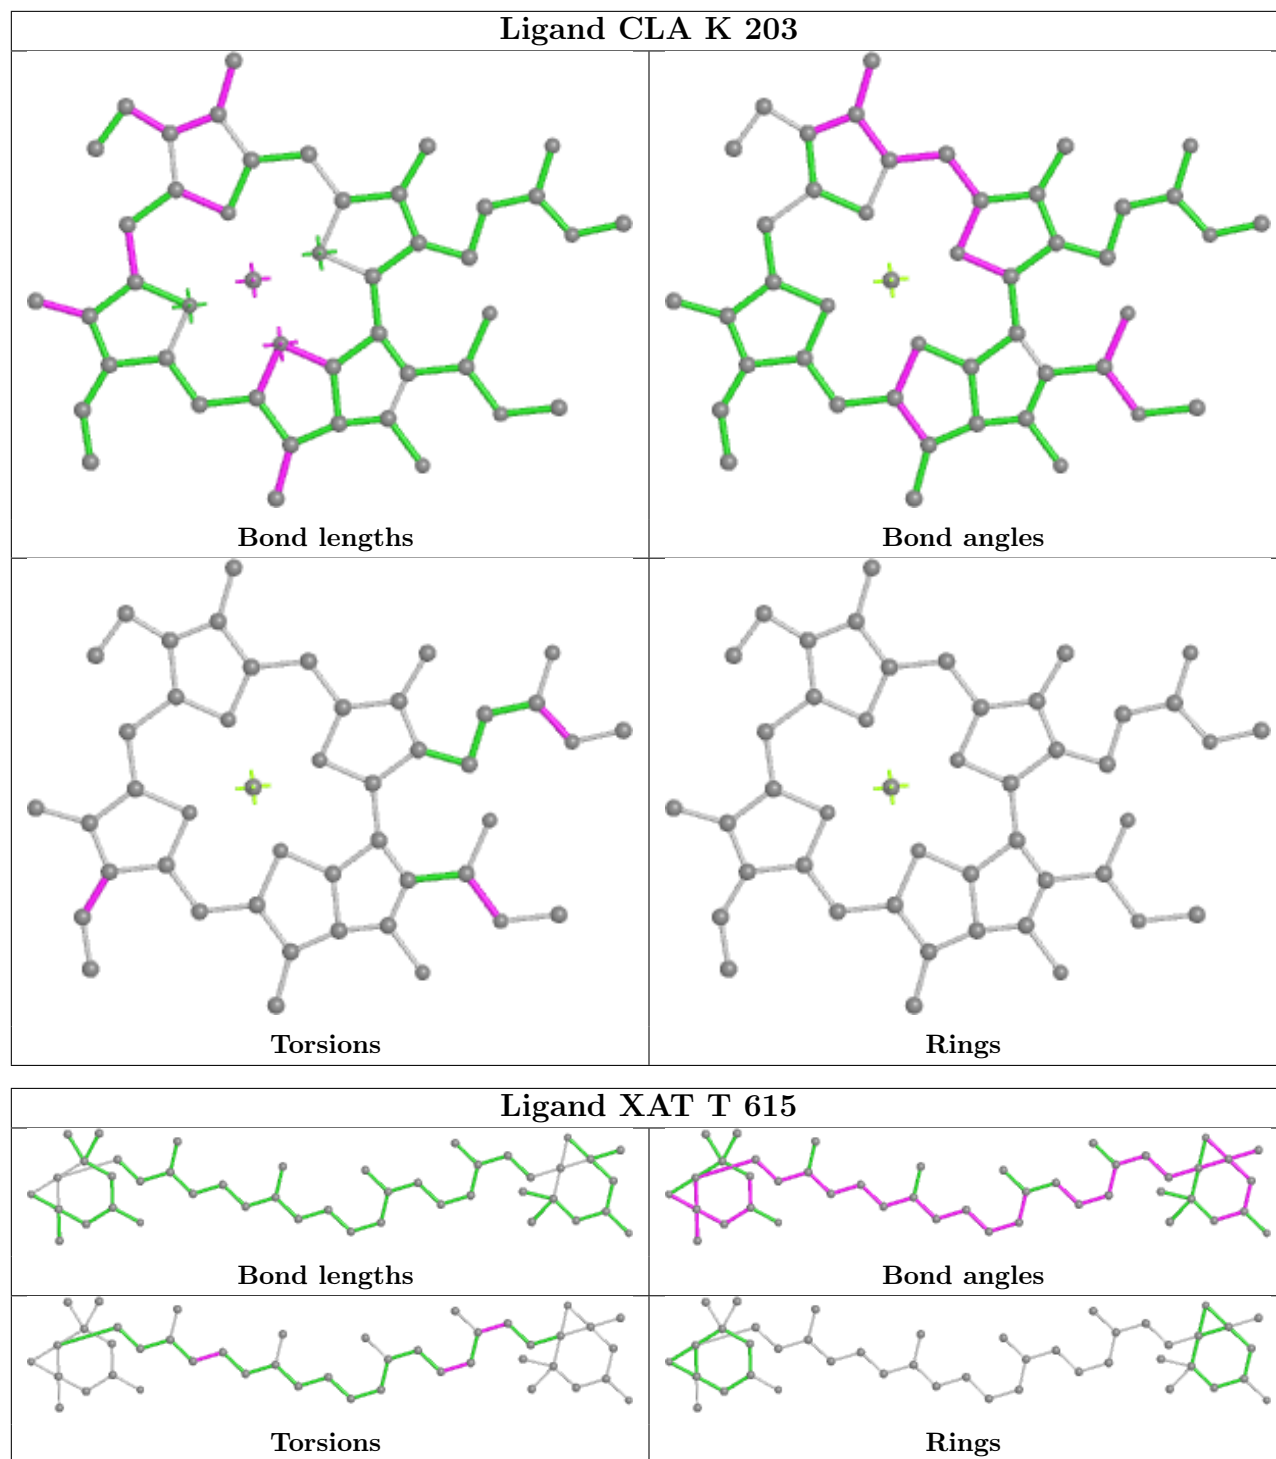 Ligand CLA K 203
Bond lengths
Bond angles
Torsions
Rings
Ligand XAT T 615
Bond lengths
Bond angles
Torsions
Rings